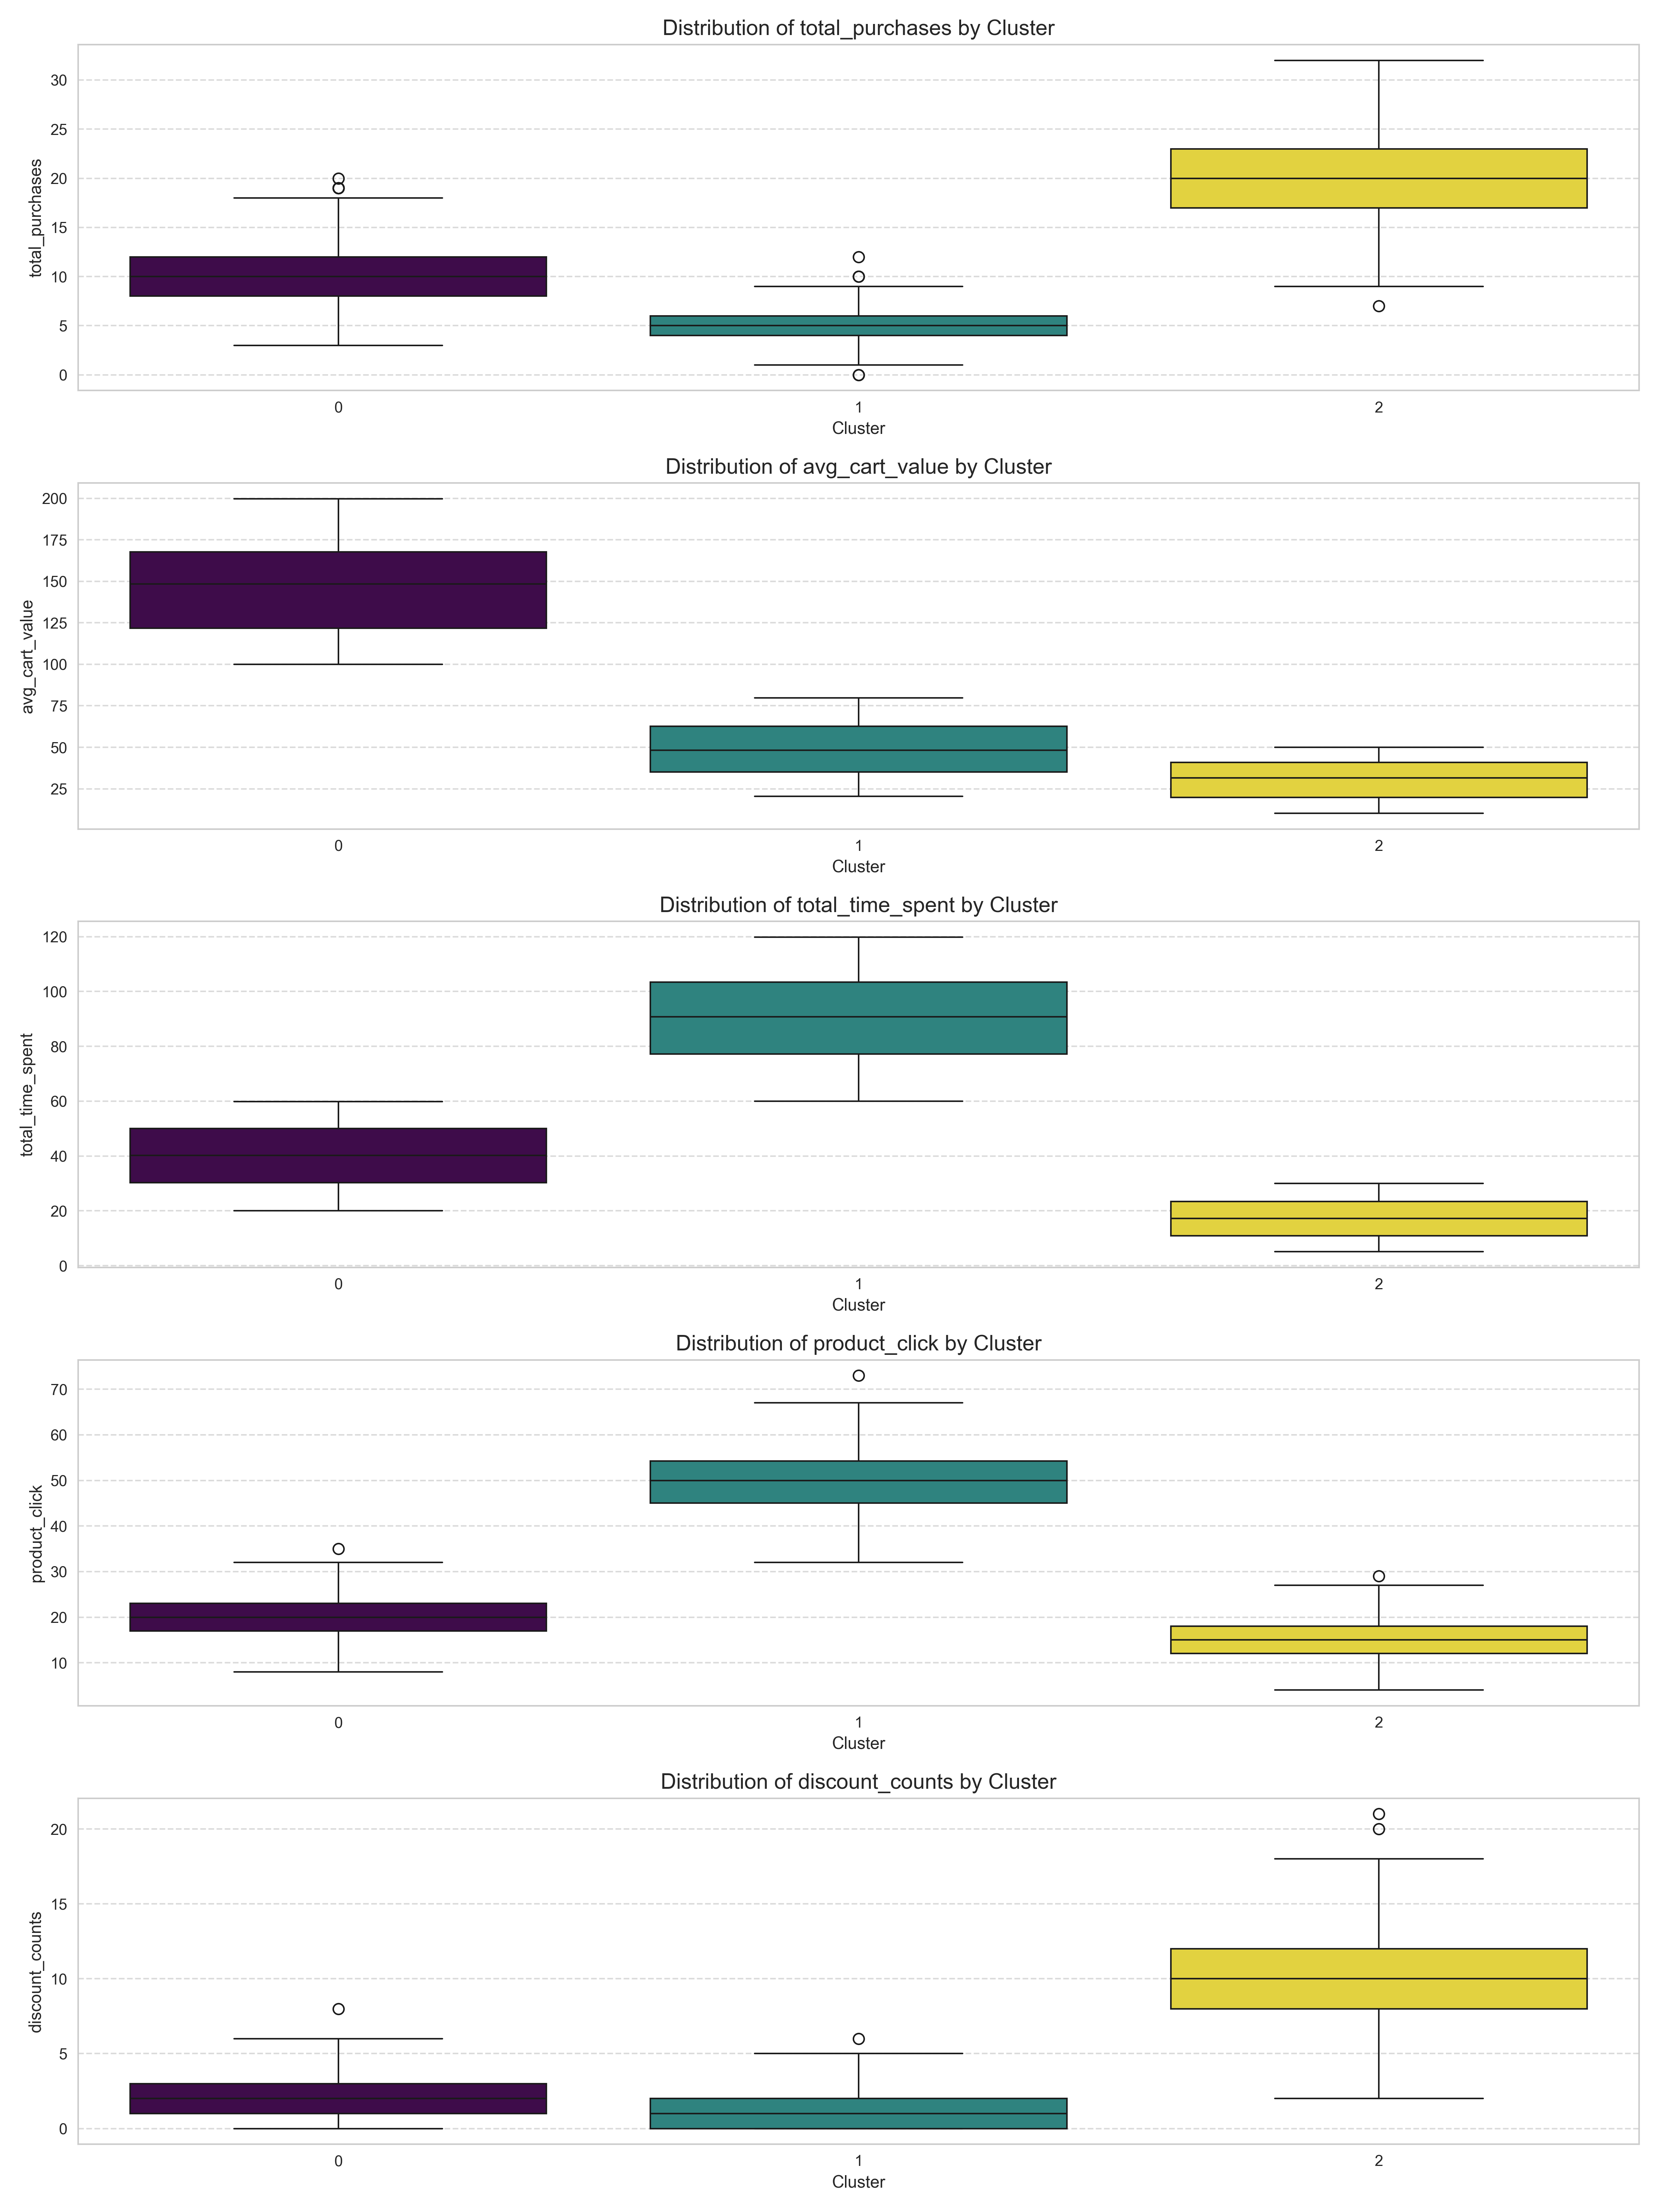 Distribution of total_purchases by Cluster
total_purchases
30
25
20
15
10
5
0
0 1 2
Cluster
Distribution of avg_cart_value by Cluster
avg_cart_value
200
175
150
125
100
75
50
25
0 1 2
Cluster
Distribution of total_time_spent by Cluster
total_time_spent
120
100
80
60
40
20
0
0 1 2
Cluster
Distribution of product_click by Cluster
product_click
70
60
50
40
30
20
10
0 1 2
Cluster
Distribution of discount_counts by Cluster
discount_counts
20
15
10
5
0
0 1 2
Cluster